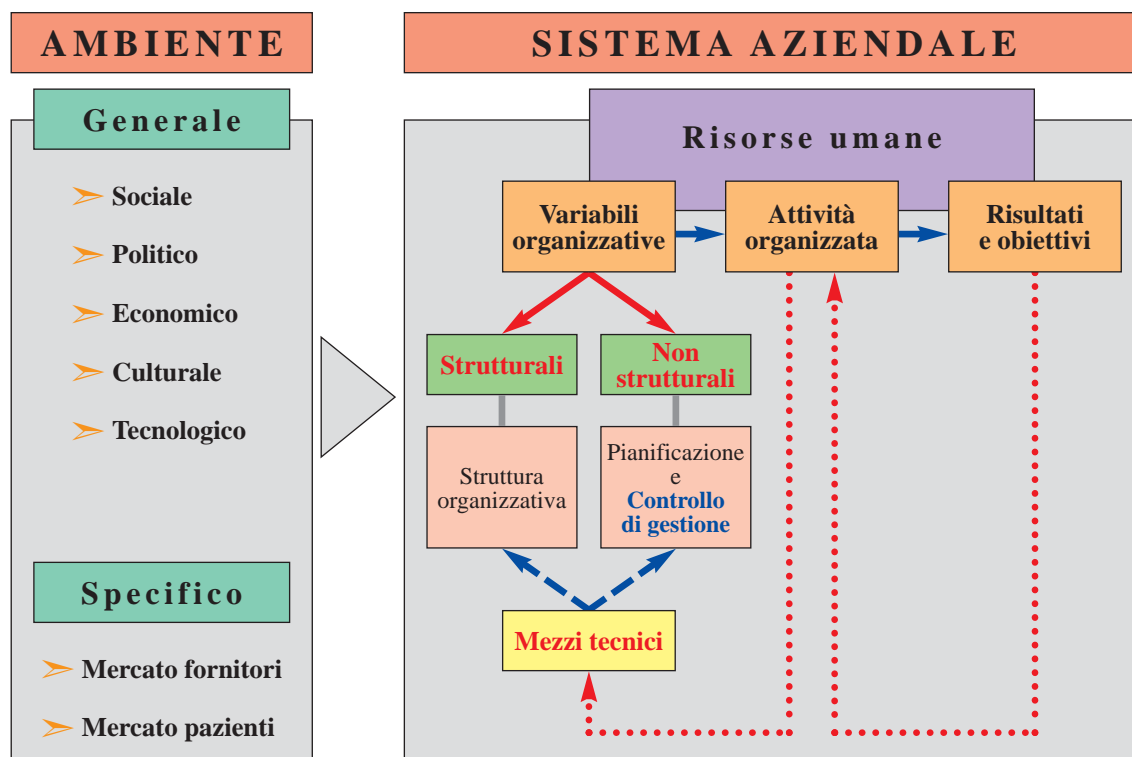 AMBIENTE
Generale
Sociale
Politico
Economico
Culturale
Tecnologico
Specifico
Mercato fornitori
Mercato pazienti
SISTEMA AZIENDALE
Risorse umane
Variabili
organizzative
Attività
organizzata
Risultati
e obiettivi
Strutturali
Non
strutturali
Struttura
organizzativa
Pianificazione
e
Controllo
di gestione
Mezzi tecnici